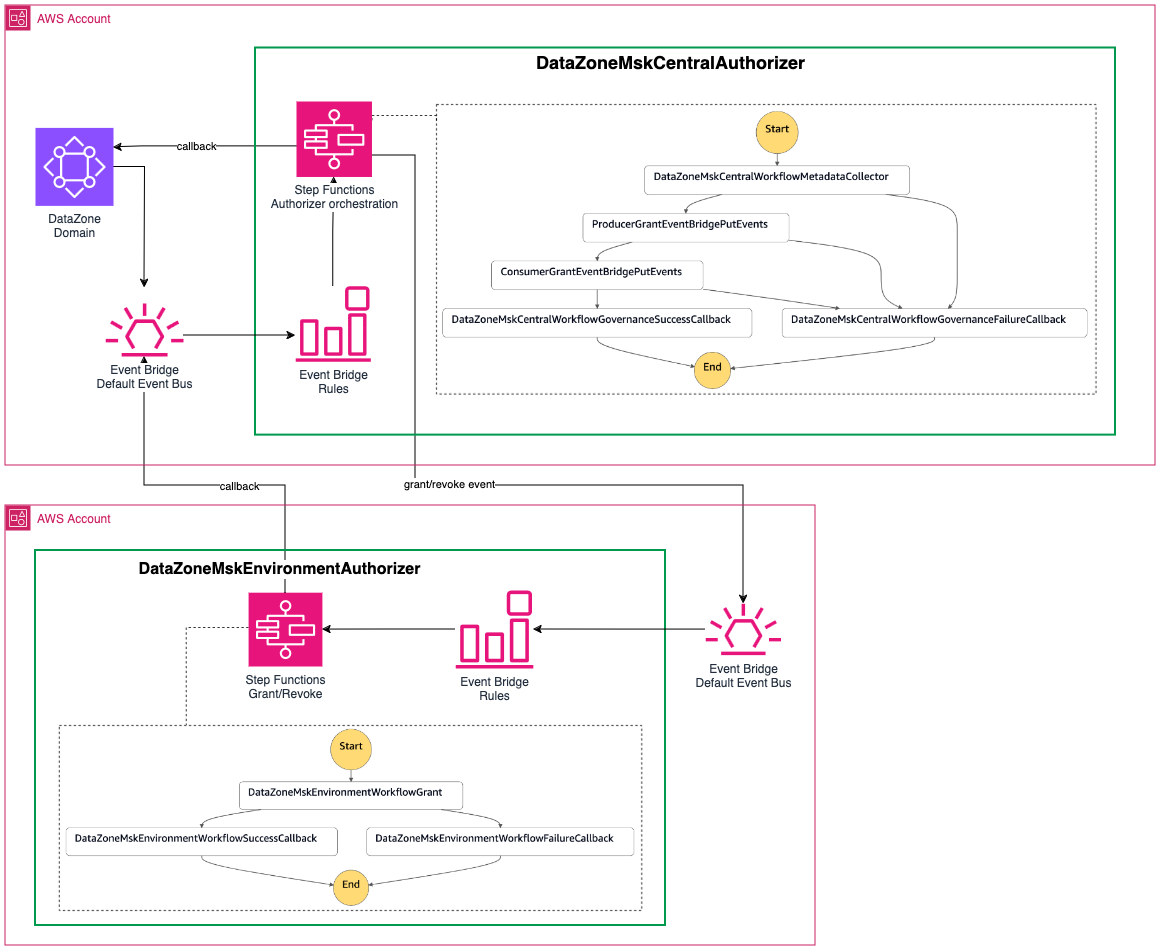 AWS Account
DataZoneMskCentralAuthorizer
Start
callback
DataZoneMskCentralWorkflowMetadataCollector
Step Functions
Authorizer orchestration
DataZone
Domain
ProducerGrantEventBridgePutEvents
ConsumerGrantEventBridgePutEvents
DataZoneMskCentralWorkflowGovernanceSuccessCallback
DataZoneMskCentralWorkflowGovernanceFailureCallback
Event Bridge
Default Event Bus
Event Bridge
Rules
End
callback
grant/revoke event
AWS Account
DataZoneMskEnvironmentAuthorizer
Step Functions
Grant/Revoke
Event Bridge
Rules
Event Bridge
Default Event Bus
Start
DataZoneMskEnvironmentWorkflowGrant
DataZoneMskEnvironmentWorkflowSuccessCallback
DataZoneMskEnvironmentWorkflowFailureCallback
End